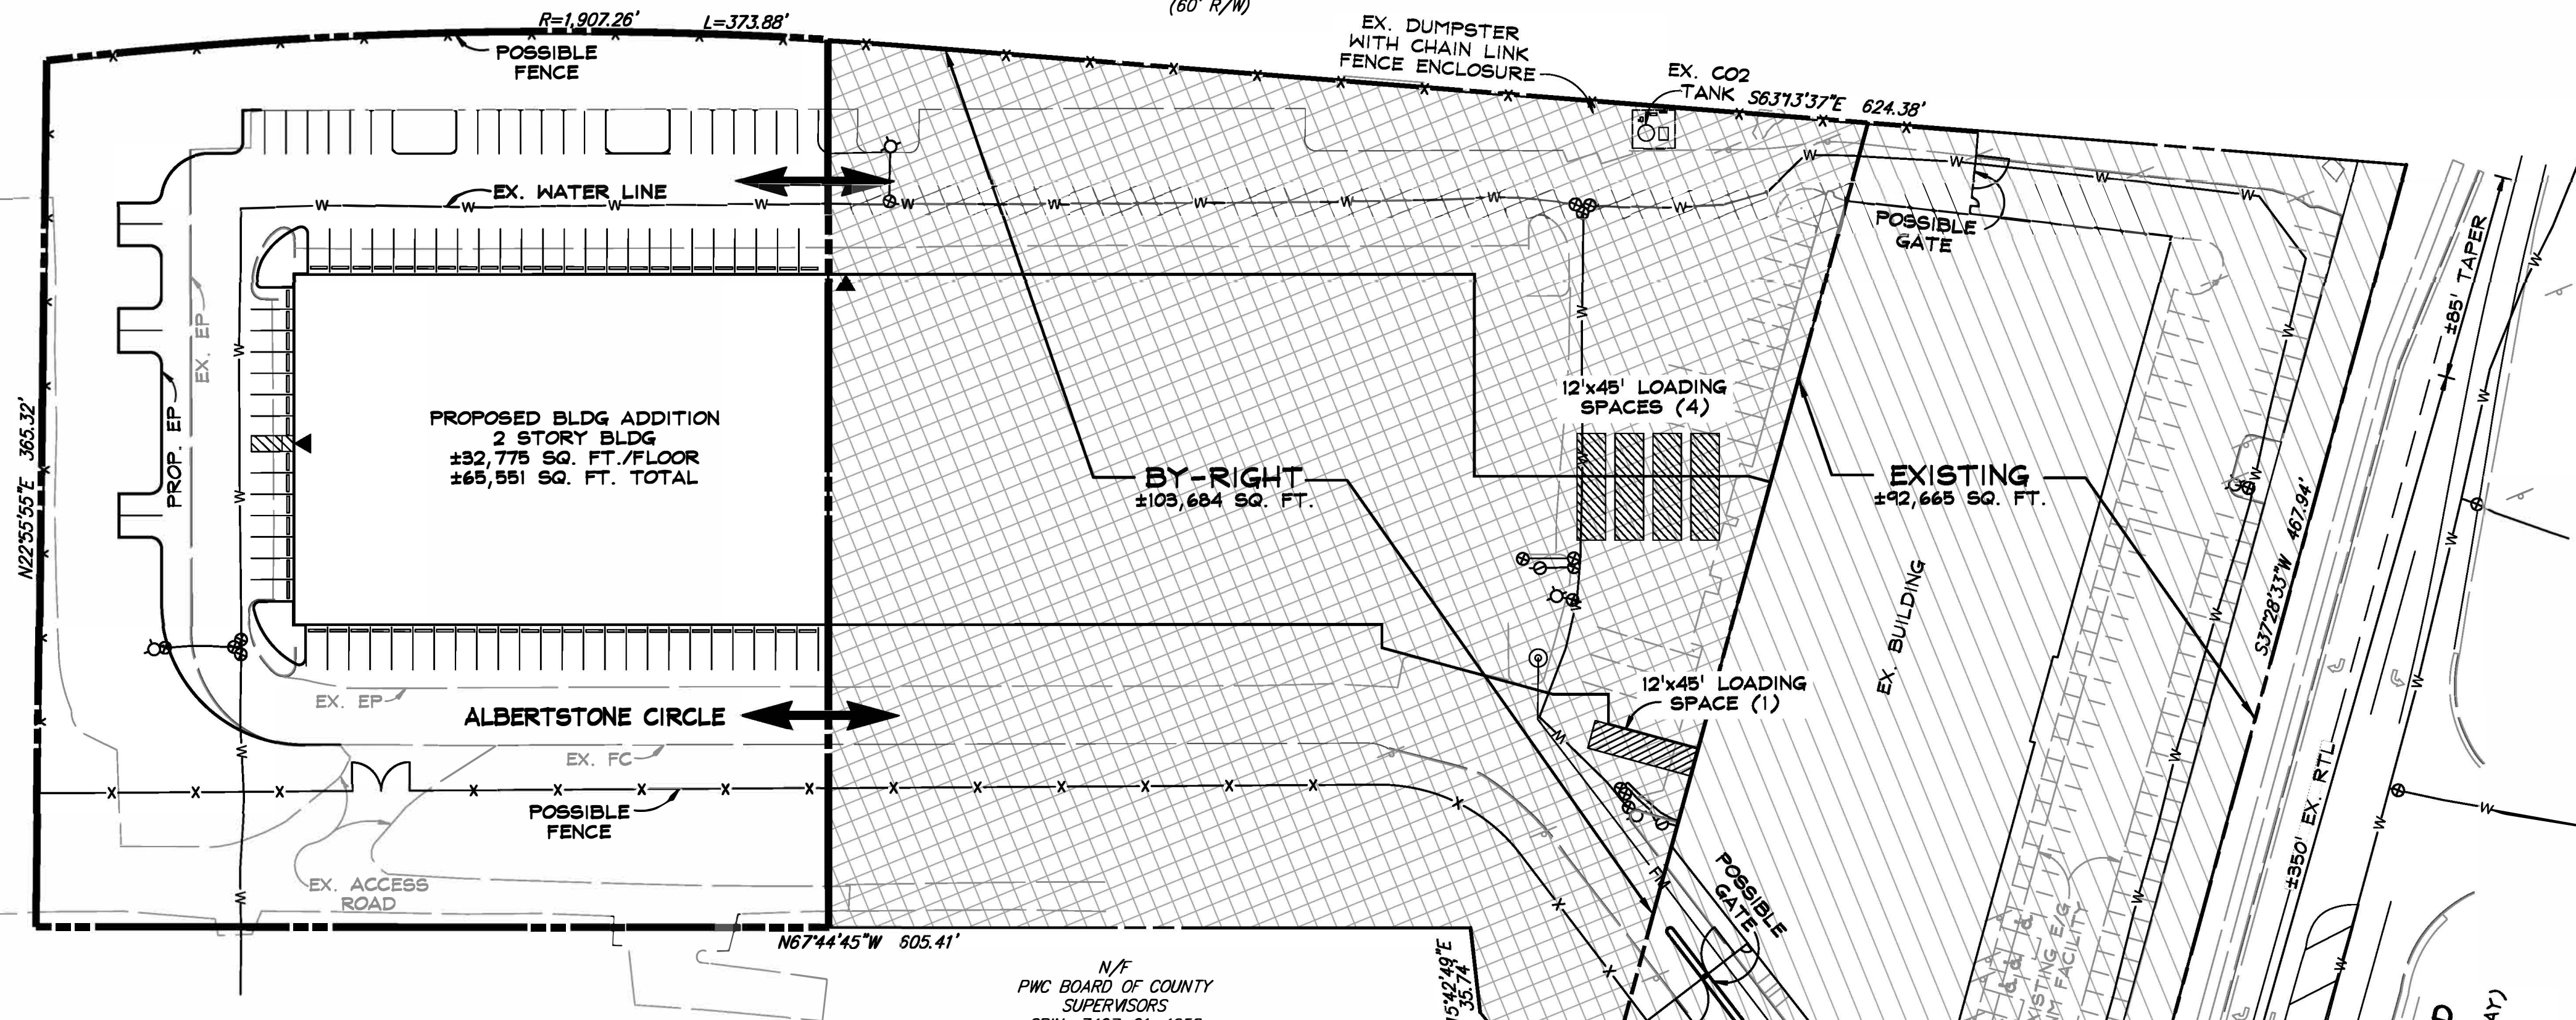 (60' R/W)
R=1,907.26'
L=373.88'
POSSIBLE
FENCE
EX. DUMPSTER
WITH CHAIN LINK
FENCE ENCLOSURE
EX. CO2
TANK
S63°13'37"E 624.38'
EX. WATER LINE
POSSIBLE
GATE
±85' TAPER
EX. EP
PROP. EP
N22°55'55"E 365.32'
PROPOSED BLDG ADDITION
2 STORY BLDG
±32,775 SQ. FT./FLOOR
±65,551 SQ. FT. TOTAL
BY-RIGHT
±103,684 SQ. FT.
12'x45' LOADING
SPACES (4)
EXISTING
±92,665 SQ. FT.
EX. BUILDING
S37°28'33"W 467.94'
12'x45' LOADING
SPACE (1)
EX. EP
ALBERTSTONE CIRCLE
EX. FC
POSSIBLE
FENCE
EX. ACCESS
ROAD
±350' EX. RTL
POSSIBLE
GATE
FM
N67°44'45"W 605.41'
N/F
PWC BOARD OF COUNTY
SUPERVISORS
35.74'